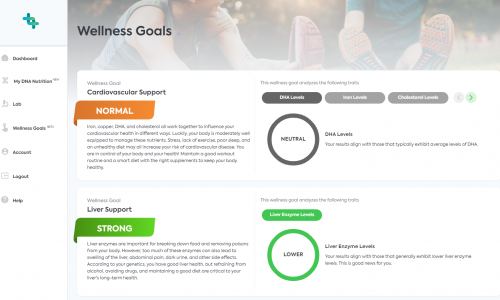 Wellness Goals
Dashboard
My DNA Nutrition BETA
Lab
Wellness Goals BETA
Account
Logout
Help
Wellness Goal
Cardiovascular Support
NORMAL
Iron, copper, DHA, and cholesterol all work together to influence your
cardiovascular health in different ways. Luckily, your body is moderately well
equipped to manage these nutrients. Stress, lack of exercise, poor sleep, and
an unhealthy diet may all increase your risk of cardiovascular disease. You
are in control of your body and your health! Maintain a good workout
routine and a smart diet with the right supplements to keep your body
healthy.
This wellness goal analyzes the following traits
DHA Levels
Iron Levels
Cholesterol Levels
NEUTRAL
DHA Levels
Your results align with those that typically exhibit average levels of DHA.
Wellness Goal
Liver Support
STRONG
Liver enzymes are important for breaking down food and removing poisons
from your body. However, too much of these enzymes can also lead to
swelling of the liver, abdominal pain, dark urine, and other side effects.
According to your genetics, you have good liver health, but refraining from
alcohol, avoiding drugs, and maintaining a good diet are critical to your
liver's long-term health.
This wellness goal analyzes the following traits
Liver Enzyme Levels
LOWER
Liver Enzyme Levels
Your results align with those that generally exhibit lower liver enzyme
levels. This is good news for you.